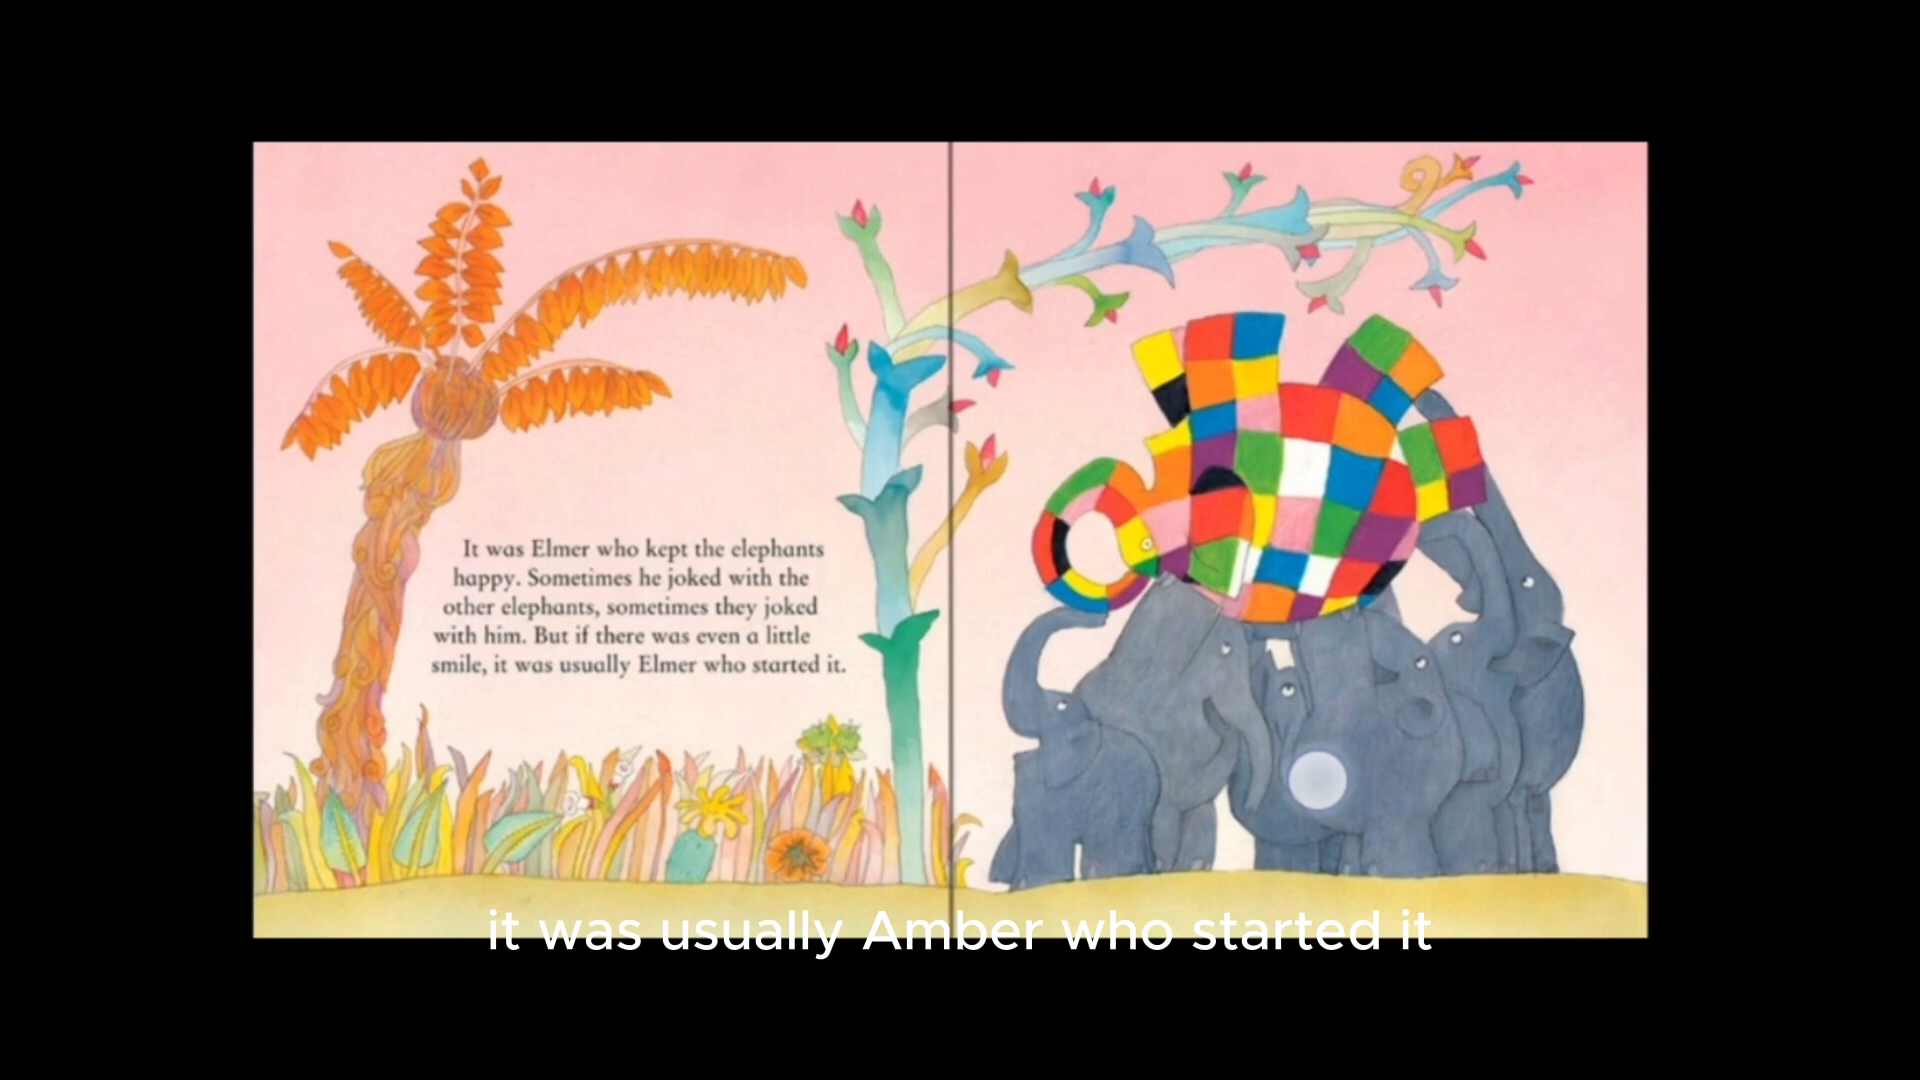 It was Elmer who kept the elephants
happy. Sometimes he joked with the
other elephants, sometimes they joked
with him. But if there was even a little
smile, it was usually Elmer who started it.
it was usually Amber who started it